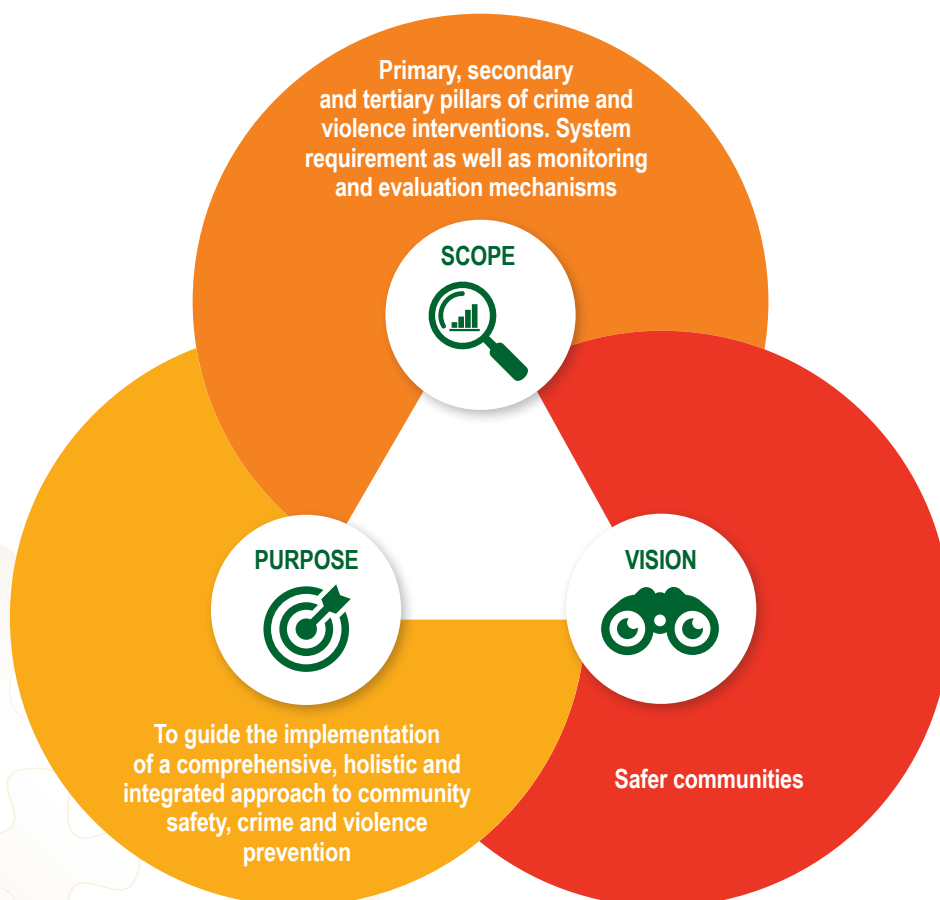 Primary, secondary
and tertiary pillars of crime and
violence interventions. System
requirement as well as monitoring
and evaluation mechanisms
SCOPE
PURPOSE
To guide the implementation
of a comprehensive, holistic and
integrated approach to community
safety, crime and violence
prevention
VISION
Safer communities